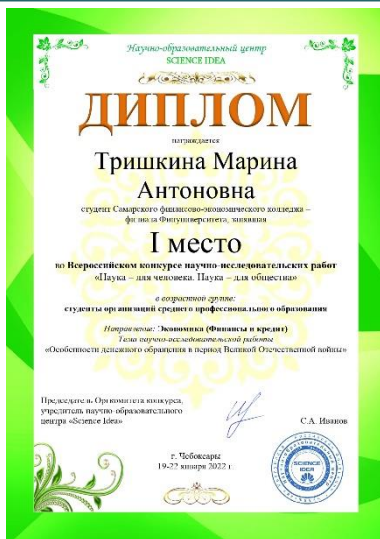 Научно-образовательный центр
SCIENCE IDEA
ДИПЛОМ
награждается
Тришкина Марина
Антоновна
студент Самарского финансово-экономического колледжа –
филиала Финуниверситета, занявшая
I место
во Всероссийском конкурсе научно-исследовательских работ
«Наука – для человека. Наука – для общества»
в возрастной группе:
студенты организаций среднего профессионального образования
Направление: Экономика (Финансы и кредит)
Тема научно-исследовательской работы
«Особенности денежного обращения в период Великой Отечественной войны»
Председатель Оргкомитета конкурса,
учредитель научно-образовательного
центра «Science Idea»
С.А. Иванов
г. Чебоксары
19-22 января 2022 г.
SCIENCE
IDEA